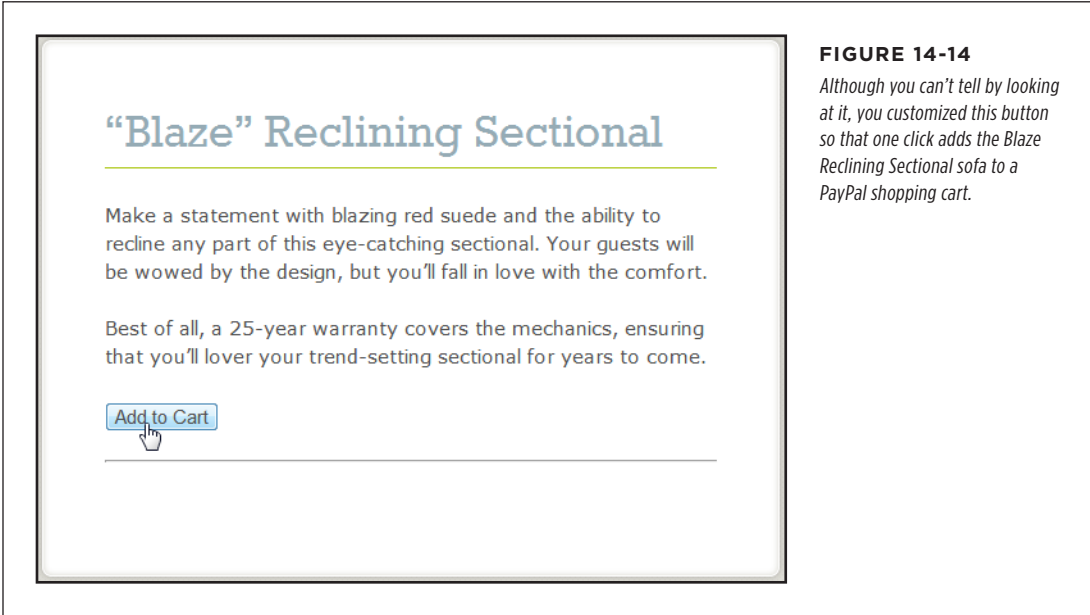 “Blaze” Reclining Sectional
Make a statement with blazing red suede and the ability to
recline any part of this eye-catching sectional. Your guests will
be wowed by the design, but you’ll fall in love with the comfort.
Best of all, a 25-year warranty covers the mechanics, ensuring
that you’ll lover your trend-setting sectional for years to come.
Add to Cart
FIGURE 14-14
Although you can’t tell by looking
at it, you customized this button
so that one click adds the Blaze
Reclining Sectional sofa to a
PayPal shopping cart.